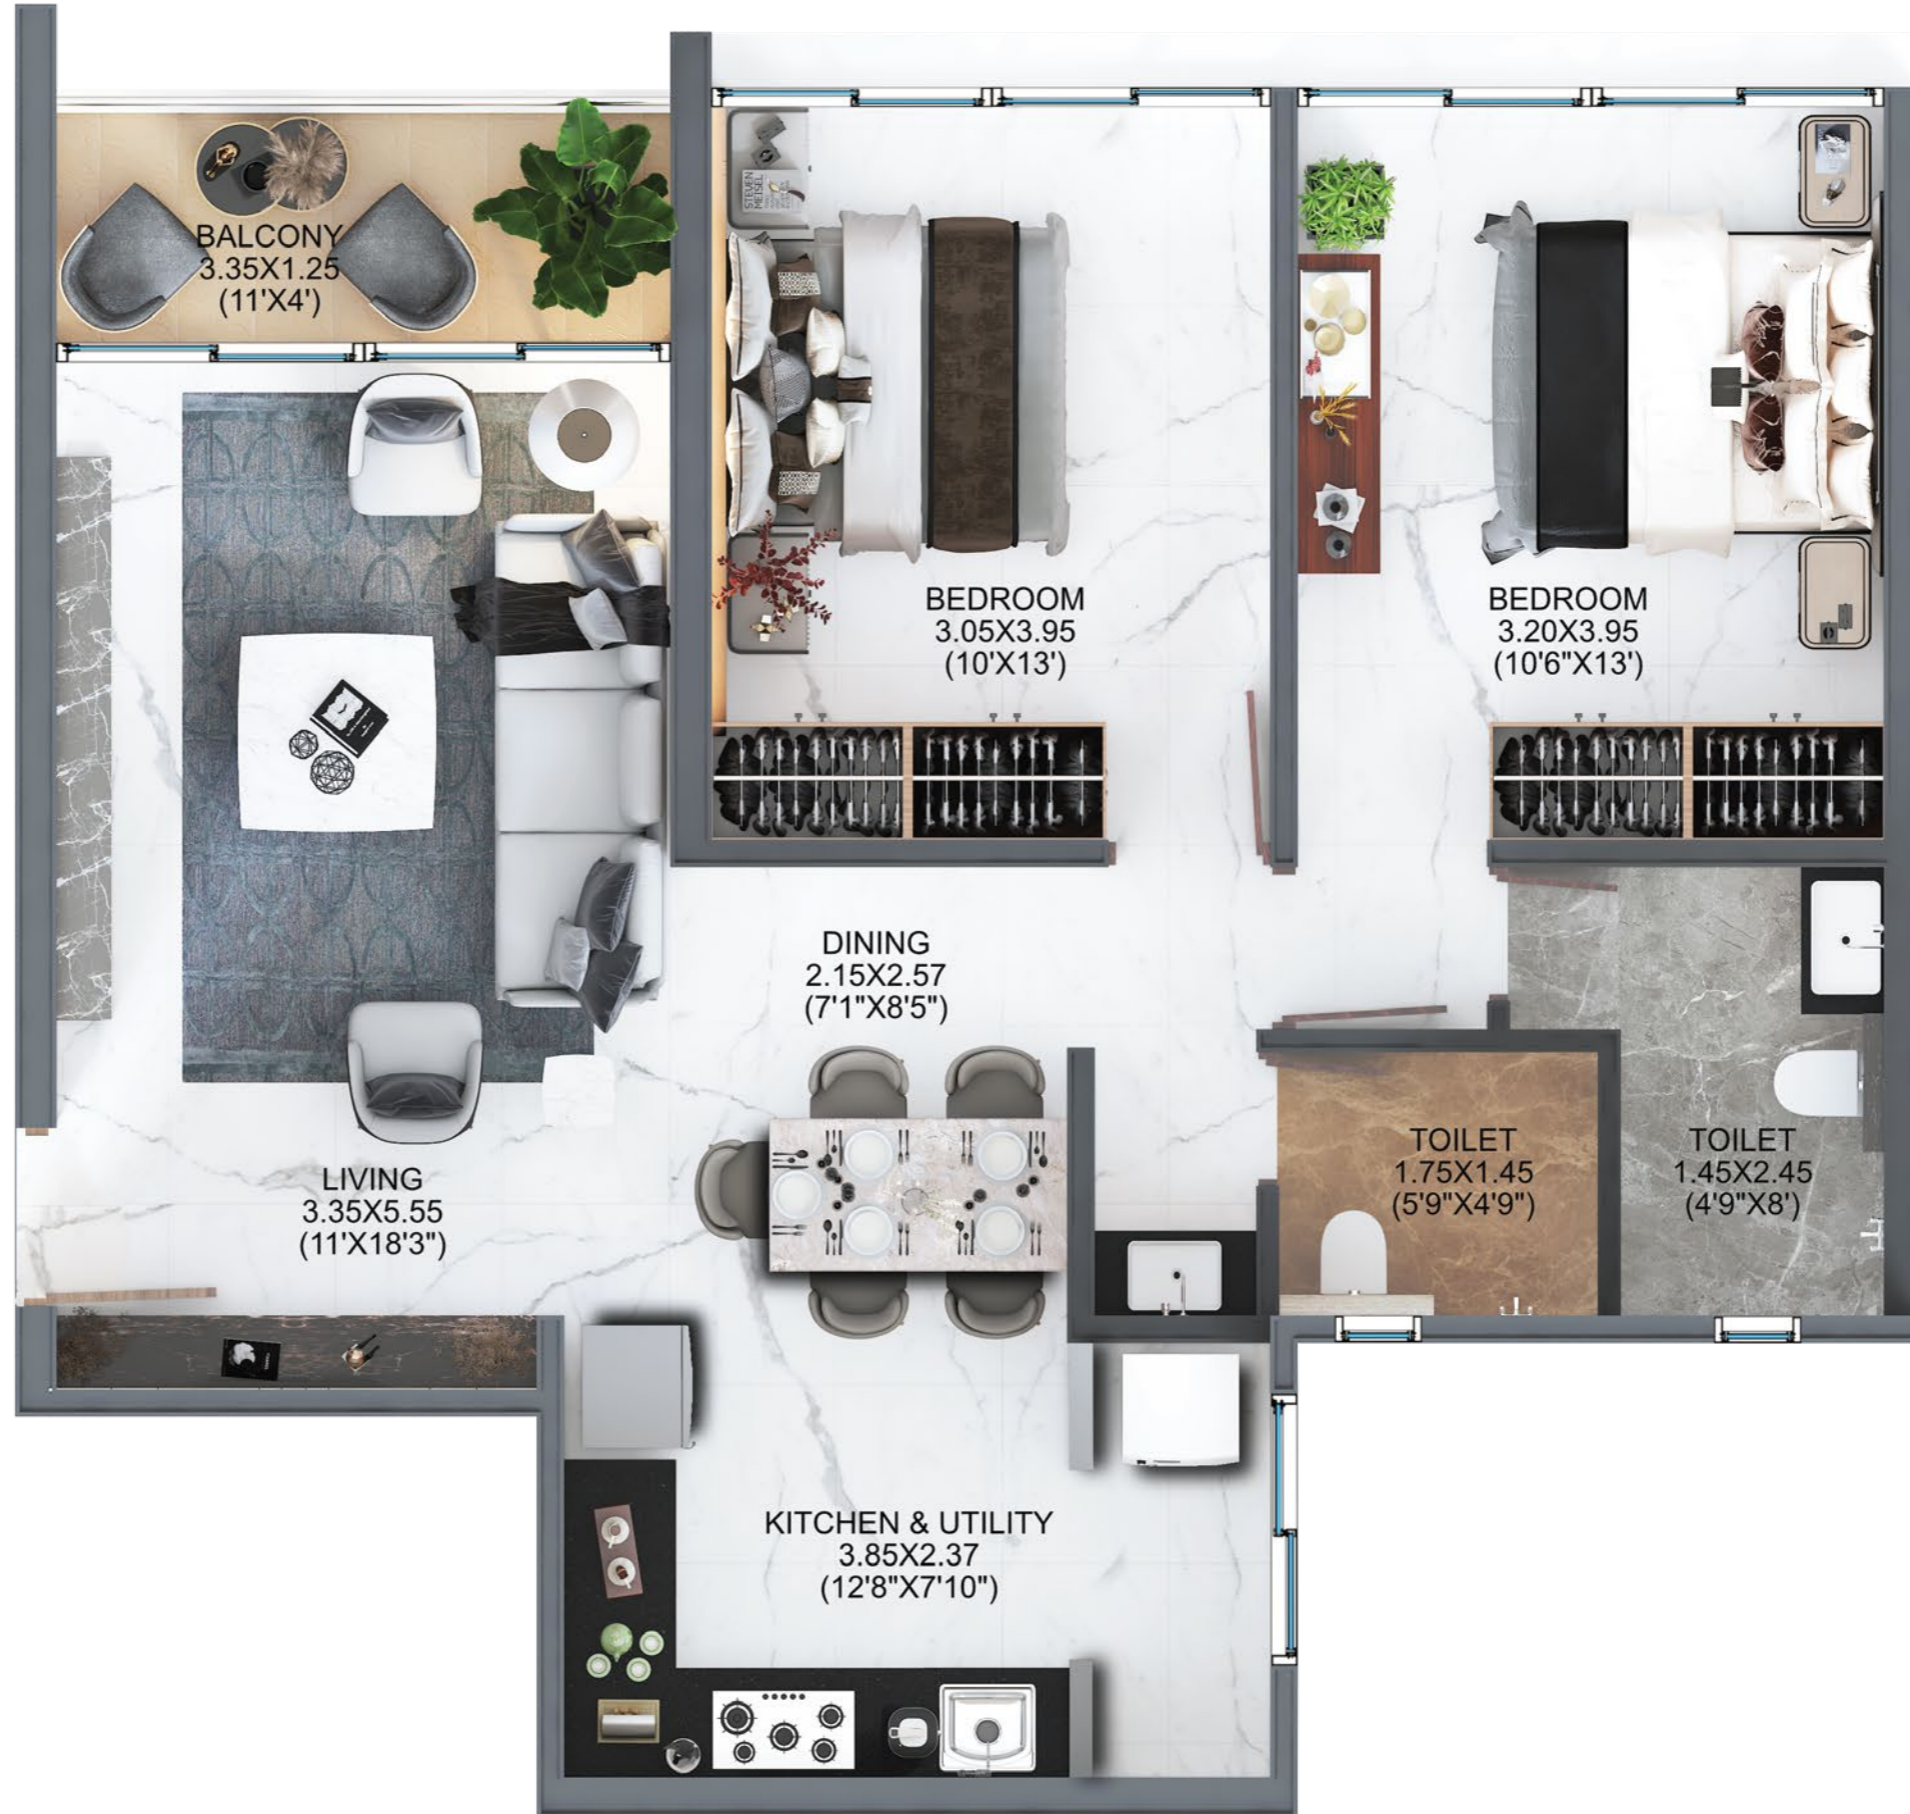 BALCONY
3.35X1.25
(11'X4')
STEVEN
MEISEL
BEDROOM
3.05X3.95
(10'X13')
BEDROOM
3.20X3.95
(10'6"X13')
DINING
2.15X2.57
(7'1"X8'5")
LIVING
3.35X5.55
(11'X18'3")
TOILET
1.75X1.45
(5'9"X4'9")
TOILET
1.45X2.45
(4'9"X8')
KITCHEN & UTILITY
3.85X2.37
(12'8"X7'10")